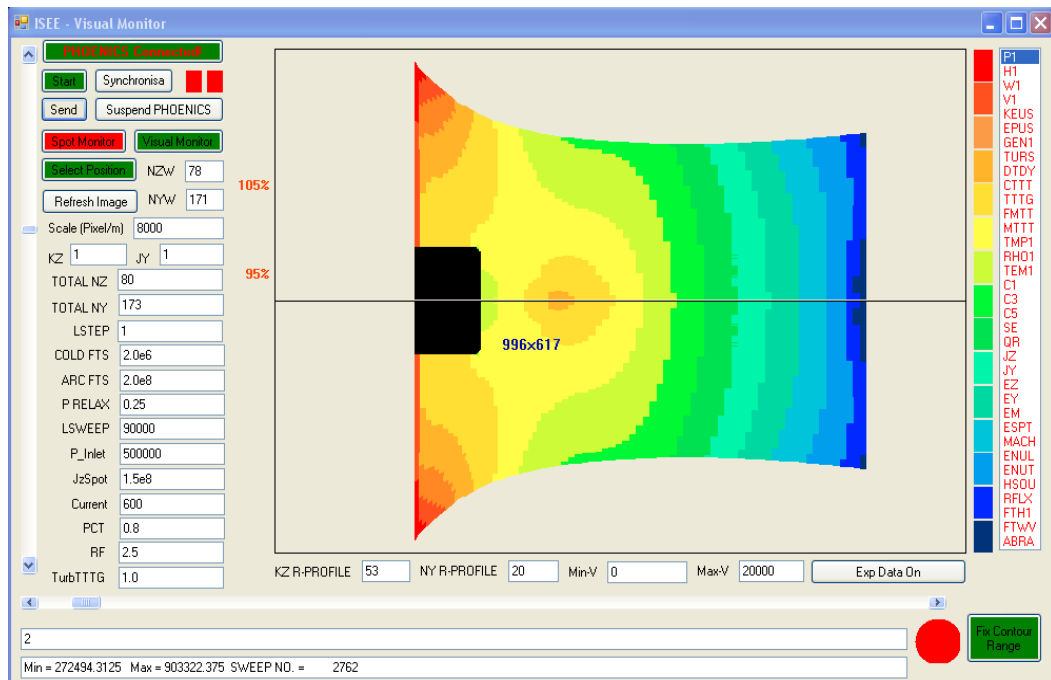 ISEE - Visual Monitor
PHOENICS Connected!
Start Synchronisa
Send Suspend PHOENICS
Spot Monitor Visual Monitor
Select Position NZW 78
Refresh Image NYW 171
Scale (Pixel/m) 8000
KZ 1 JY 1
TOTAL NZ 80
TOTAL NY 173
LSTEP 1
COLD FTS 2.0e6
ARC FTS 2.0e8
P RELAX 0.25
LSWEEP 90000
P_Inlet 500000
JzSpot 1.5e8
Current 600
PCT 0.8
RF 2.5
TurbTTTG 1.0
105%
95%
996x617
KZ R-PROFILE 53 NY R-PROFILE 20 Min-V 0 Max-V 20000 Exp Data On
P1
H1
W1
V1
KEUS
EPUS
GEN1
TURS
DTDY
CTTT
TTTG
FMTT
MTTT
TMP1
RHO1
TEM1
C1
C3
C5
SE
QR
JZ
JY
EZ
EY
EM
ESPT
MACH
ENUL
ENUT
HSOU
RFLX
FTH1
FTWV
ABRA
2
Fix Contour
Range
Min = 272494.3125 Max = 903322.375 SWEEP NO. = 2762